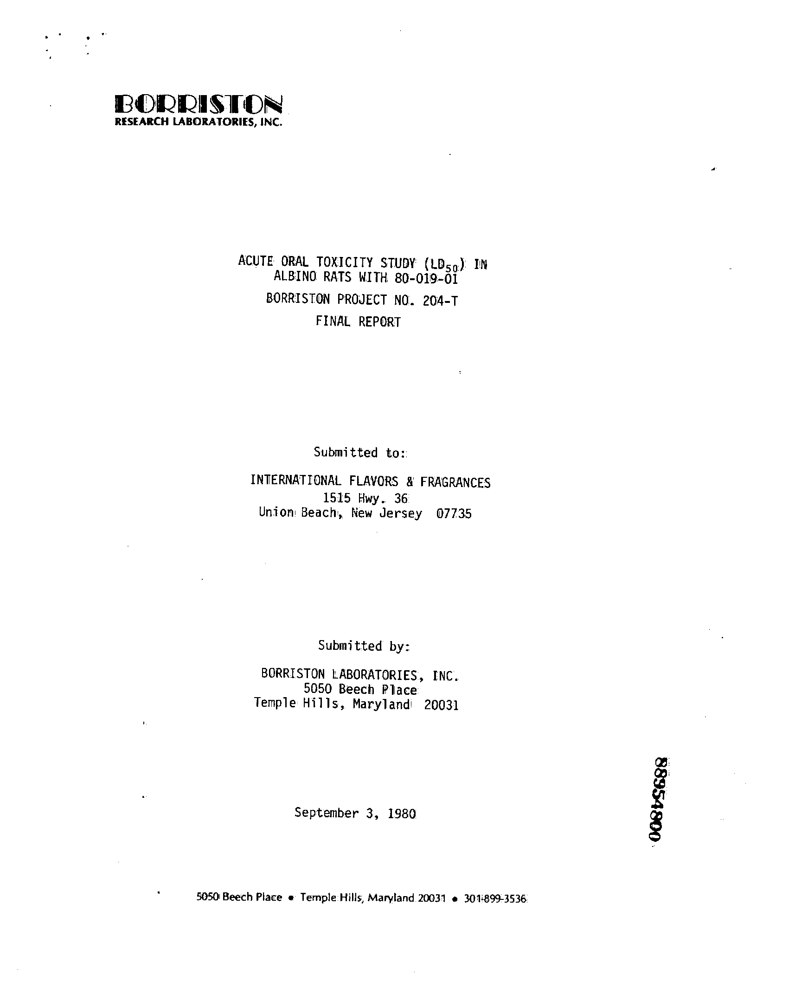 BORRISTON
RESEARCH LABORATORIES, INC.
ACUTE ORAL TOXICITY STUDY (LD50) IN
ALBINO RATS WITH 80-019-01
BORRISTON PROJECT NO. 204-T
FINAL REPORT
Submitted to:
INTERNATIONAL FLAVORS & FRAGRANCES
1515 Hwy. 36
Union Beach, New Jersey 07735
Submitted by:
BORRISTON LABORATORIES, INC.
5050 Beech Place
Temple Hills, Maryland 20031
September 3, 1980
88954800
5050 Beech Place • Temple Hills, Maryland 20031 • 301-899-3536